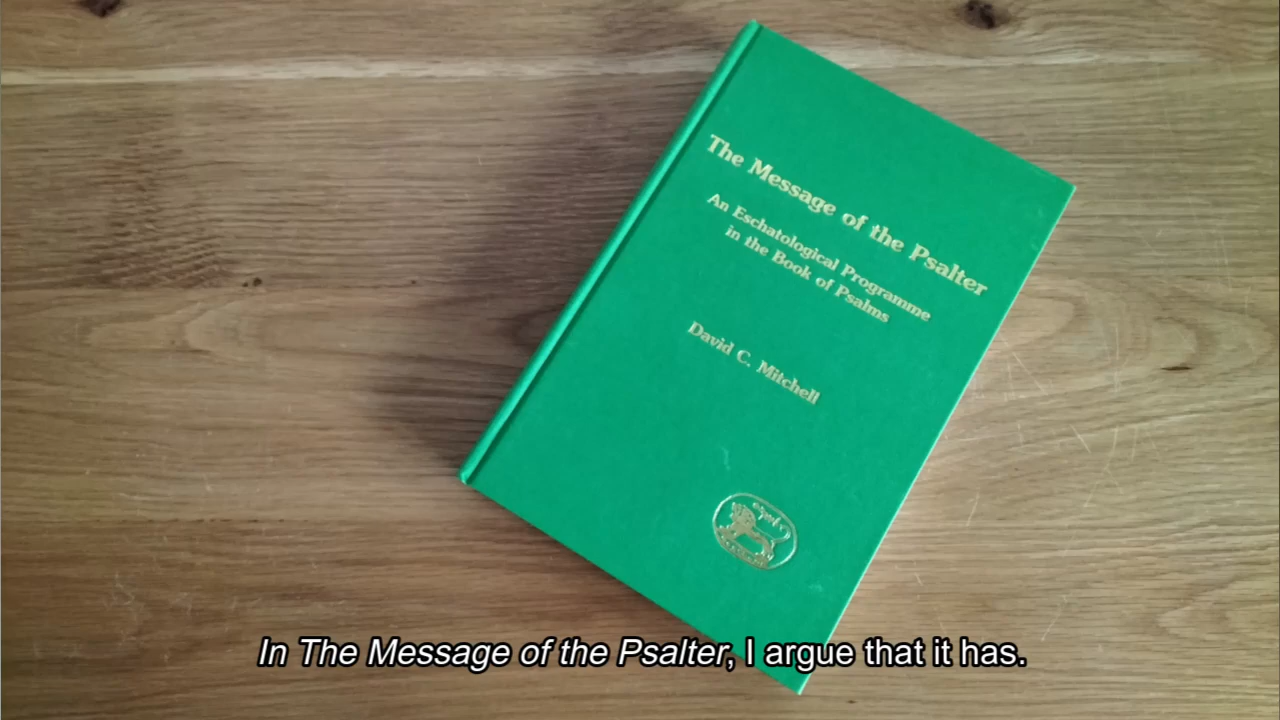 The Message of the Psalter
An Eschatological Programme
in the Book of Psalms
David C. Mitchell
In The Message of the Psalter, I argue that it has.